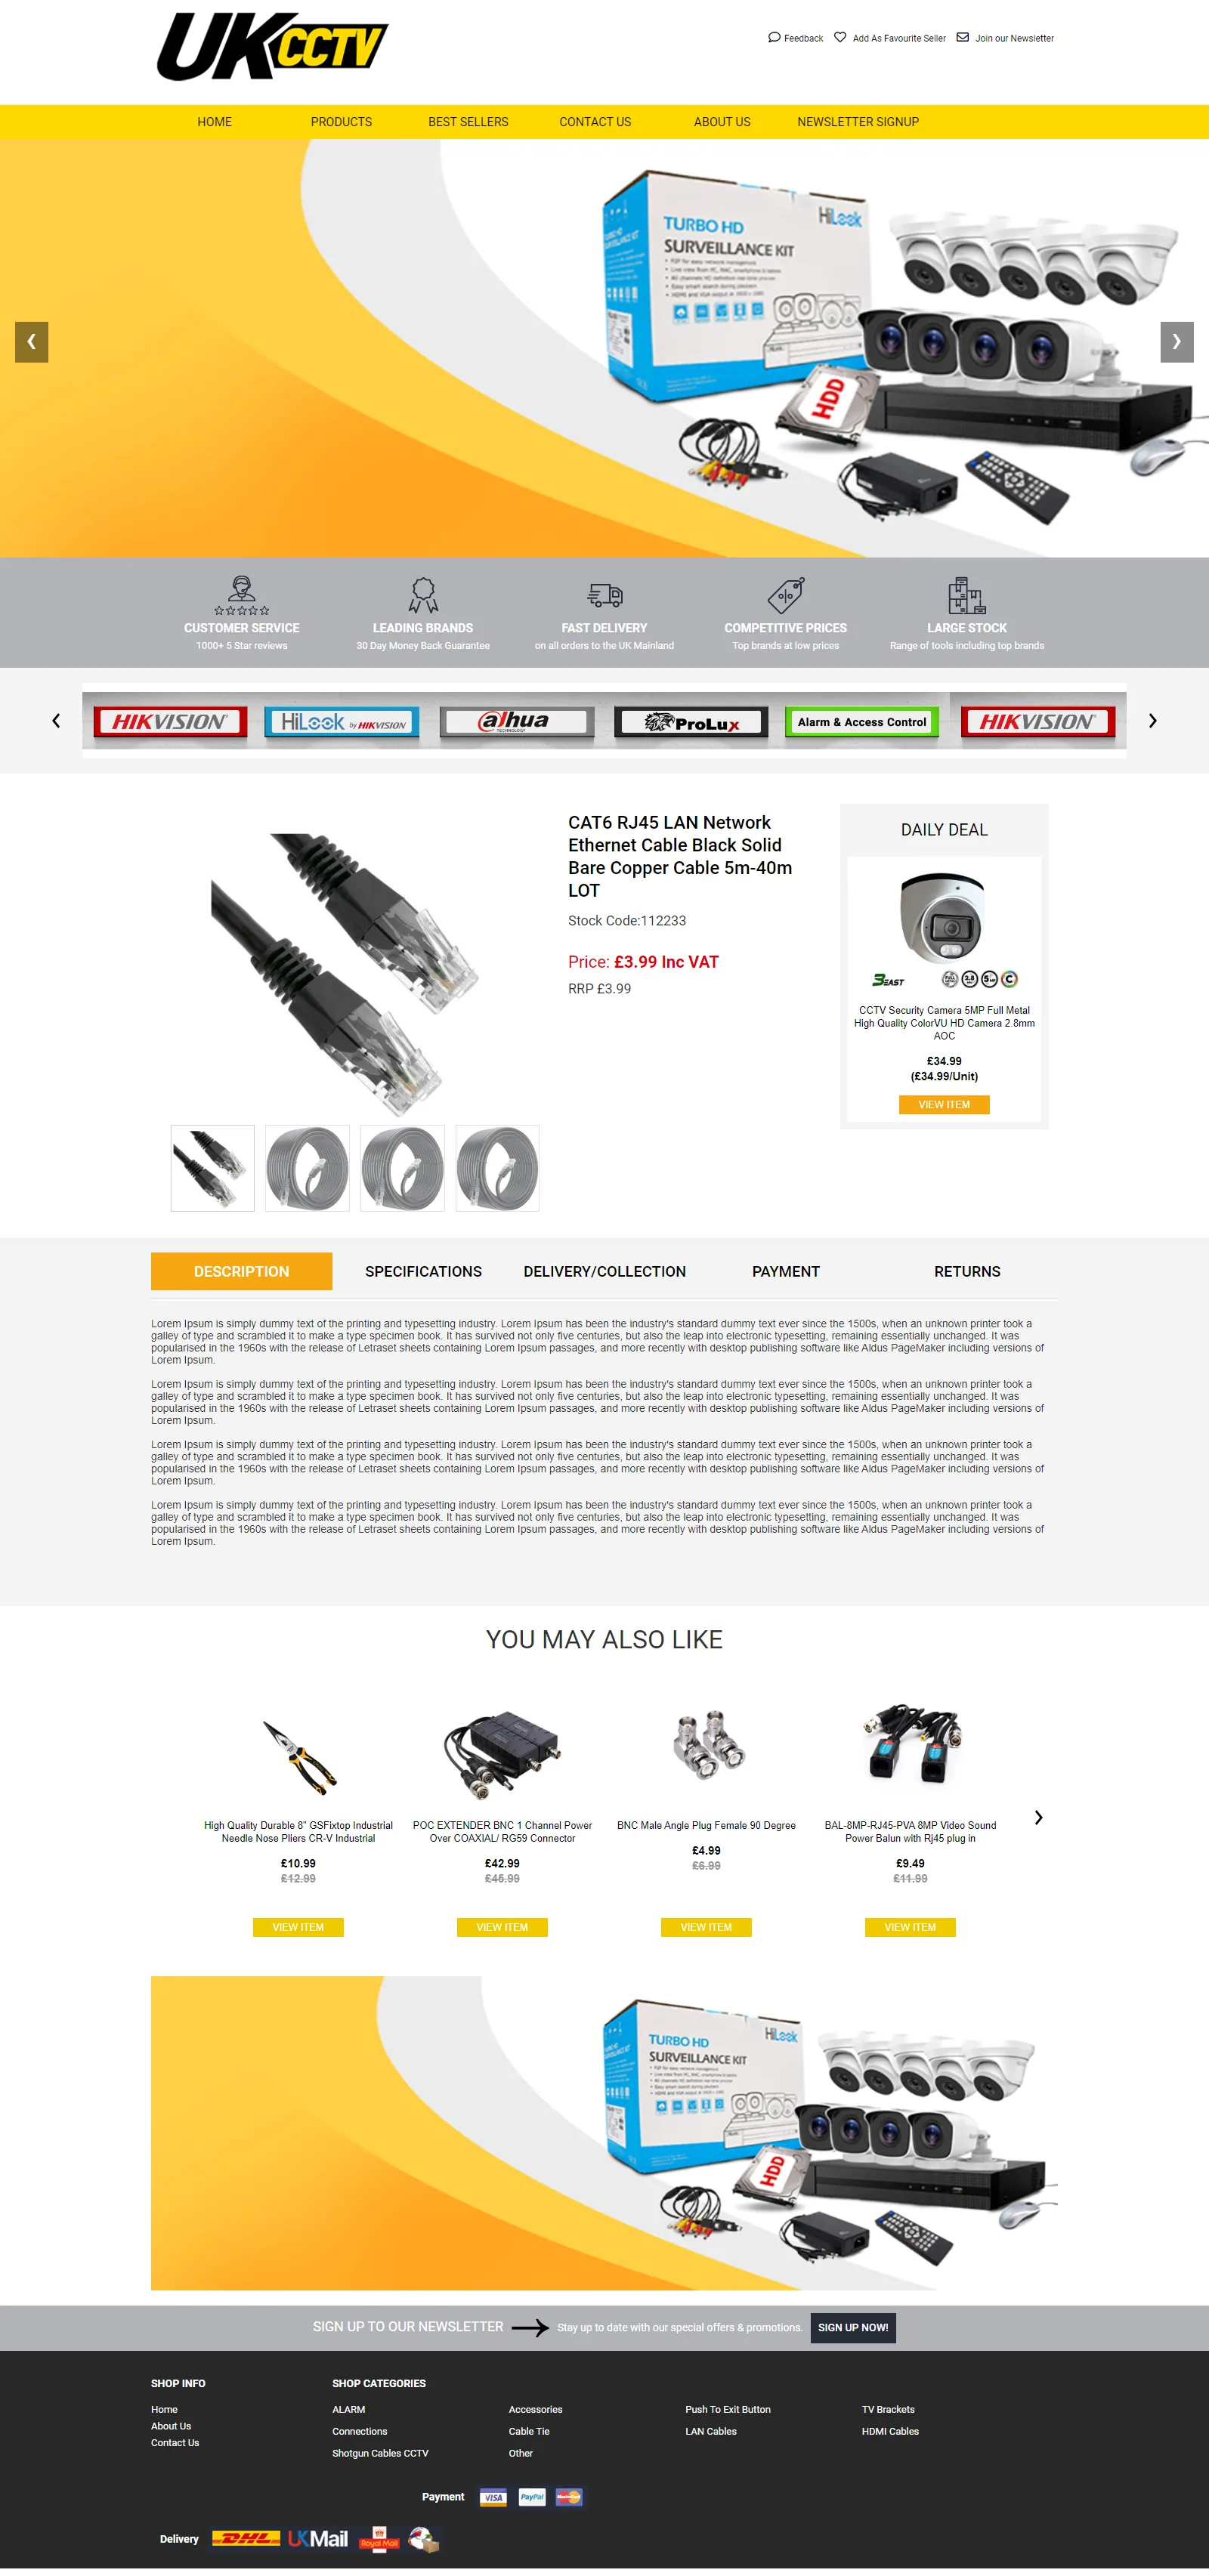 UKCCTV
Feedback Add As Favourite Seller Join our Newsletter
HOME PRODUCTS BEST SELLERS CONTACT US ABOUT US NEWSLETTER SIGNUP
HiLook
TURBO HD
SURVEILLANCE KIT
HDD
CUSTOMER SERVICE LEADING BRANDS FAST DELIVERY COMPETITIVE PRICES LARGE STOCK
1000+ 5 Star reviews 30 Day Money Back Guarantee on all orders to the UK Mainland Top brands at low prices Range of tools including top brands
HIKVISION HiLook by HIKVISION alhua TECHNOLOGY ProLux Alarm & Access Control HIKVISION
CAT6 RJ45 LAN Network
Ethernet Cable Black Solid
Bare Copper Cable 5m-40m
LOT
Stock Code:112233
Price: £3.99 Inc VAT
RRP £3.99
DAILY DEAL
BEAST
CCTV Security Camera 5MP Full Metal
High Quality ColorVU HD Camera 2.8mm
AOC
£34.99
(£34.99/Unit)
VIEW ITEM
DESCRIPTION SPECIFICATIONS DELIVERY/COLLECTION PAYMENT RETURNS
Lorem Ipsum is simply dummy text of the printing and typesetting industry. Lorem Ipsum has been the industry's standard dummy text ever since the 1500s, when an unknown printer took a
galley of type and scrambled it to make a type specimen book. It has survived not only five centuries, but also the leap into electronic typesetting, remaining essentially unchanged. It was
popularised in the 1960s with the release of Letraset sheets containing Lorem Ipsum passages, and more recently with desktop publishing software like Aldus PageMaker including versions of
Lorem Ipsum.
Lorem Ipsum is simply dummy text of the printing and typesetting industry. Lorem Ipsum has been the industry's standard dummy text ever since the 1500s, when an unknown printer took a
galley of type and scrambled it to make a type specimen book. It has survived not only five centuries, but also the leap into electronic typesetting, remaining essentially unchanged. It was
popularised in the 1960s with the release of Letraset sheets containing Lorem Ipsum passages, and more recently with desktop publishing software like Aldus PageMaker including versions of
Lorem Ipsum.
Lorem Ipsum is simply dummy text of the printing and typesetting industry. Lorem Ipsum has been the industry's standard dummy text ever since the 1500s, when an unknown printer took a
galley of type and scrambled it to make a type specimen book. It has survived not only five centuries, but also the leap into electronic typesetting, remaining essentially unchanged. It was
popularised in the 1960s with the release of Letraset sheets containing Lorem Ipsum passages, and more recently with desktop publishing software like Aldus PageMaker including versions of
Lorem Ipsum.
Lorem Ipsum is simply dummy text of the printing and typesetting industry. Lorem Ipsum has been the industry's standard dummy text ever since the 1500s, when an unknown printer took a
galley of type and scrambled it to make a type specimen book. It has survived not only five centuries, but also the leap into electronic typesetting, remaining essentially unchanged. It was
popularised in the 1960s with the release of Letraset sheets containing Lorem Ipsum passages, and more recently with desktop publishing software like Aldus PageMaker including versions of
Lorem Ipsum.
YOU MAY ALSO LIKE
High Quality Durable 8" GSFixtop Industrial
Needle Nose Pliers CR-V Industrial
£10.99
£12.99
VIEW ITEM
POC EXTENDER BNC 1 Channel Power
Over COAXIAL/ RG59 Connector
£42.99
£45.99
VIEW ITEM
BNC Male Angle Plug Female 90 Degree
£4.99
£6.99
VIEW ITEM
BAL-8MP-RJ45-PVA 8MP Video Sound
Power Balun with Rj45 plug in
£9.49
£11.99
VIEW ITEM
HiLook
TURBO HD
SURVEILLANCE KIT
HDD
SIGN UP TO OUR NEWSLETTER Stay up to date with our special offers & promotions. SIGN UP NOW!
SHOP INFO
Home
About Us
Contact Us
SHOP CATEGORIES
ALARM Accessories Push To Exit Button TV Brackets
Connections Cable Tie LAN Cables HDMI Cables
Shotgun Cables CCTV Other
Payment VISA PayPal MasterCard
Delivery DHL UKMail Royal Mail